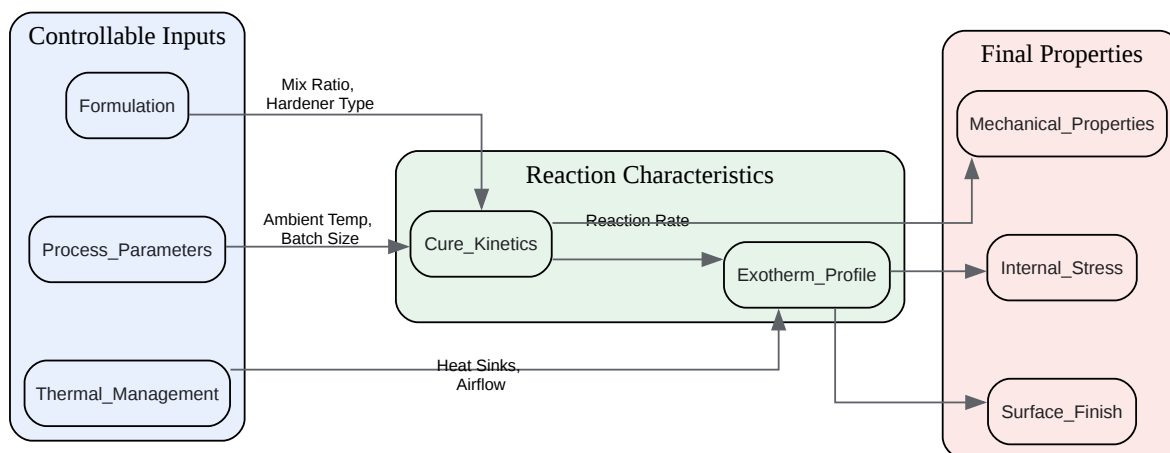 Controllable Inputs
Formulation
Process_Parameters
Thermal_Management
Mix Ratio,
Hardener Type
Ambient Temp,
Batch Size
Heat Sinks,
Airflow
Reaction Characteristics
Cure_Kinetics
Reaction Rate
Exotherm_Profile
Final Properties
Mechanical_Properties
Internal_Stress
Surface_Finish